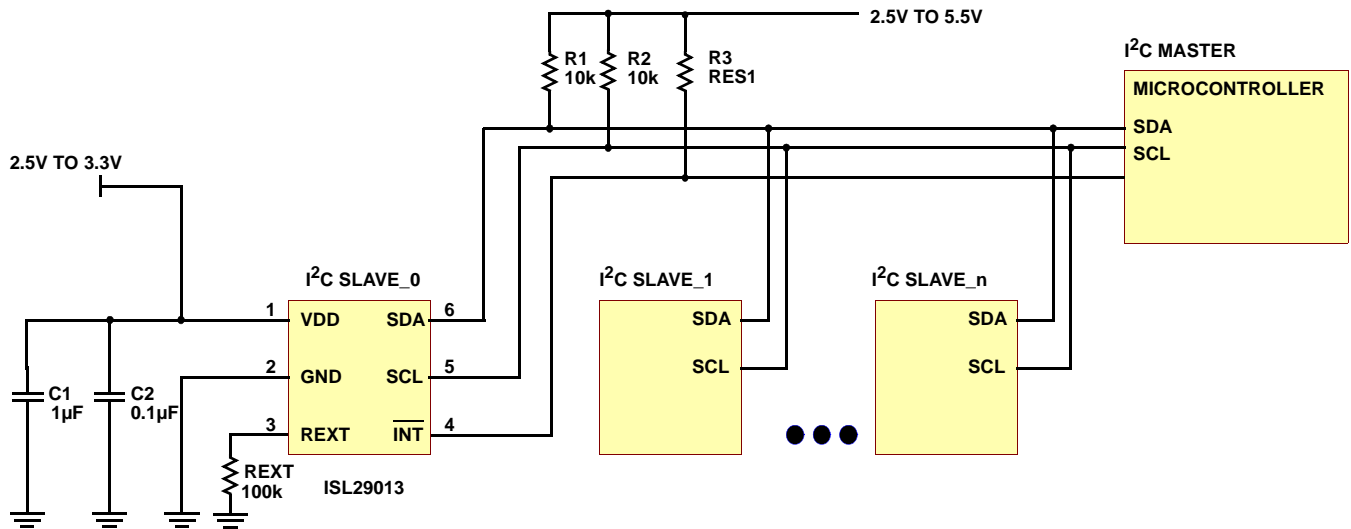 2.5V TO 5.5V
R1
10k
R2
10k
R3
RES1
I²C MASTER
MICROCONTROLLER
SDA
SCL
2.5V TO 3.3V
I²C SLAVE_0
1
VDD
SDA
6
2
GND
SCL
5
3
REXT
INT
4
C1
1µF
C2
0.1µF
REXT
100k
ISL29013
I²C SLAVE_1
SDA
SCL
I²C SLAVE_n
SDA
SCL